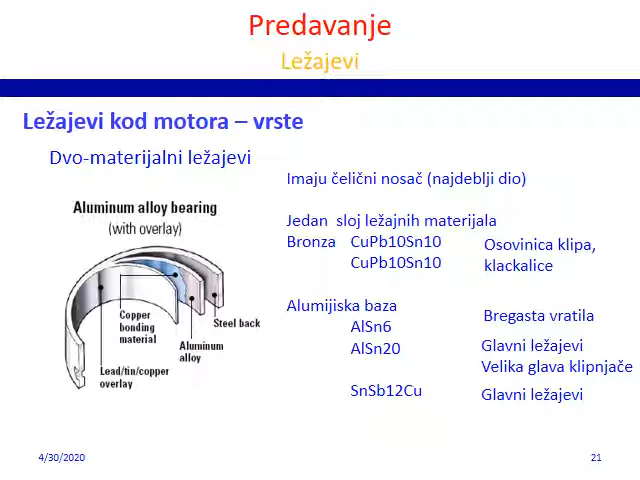 Predavanje
Ležajevi
Ležajevi kod motora – vrste
Dvo-materijalni ležajevi
Imaju čelični nosač (najdeblji dio)
Aluminum alloy bearing
(with overlay)
Copper
bonding
material
Steel back
Aluminum
alloy
Lead/tin/copper
overlay
Jedan sloj ležajnih materijala
Bronza CuPb10Sn10
CuPb10Sn10
Osovinica klipa,
klackalice
Alumijiska baza
AlSn6
Bregasta vratila
AlSn20
Glavni ležajevi
Velika glava klipnjače
SnSb12Cu
Glavni ležajevi
4/30/2020
21